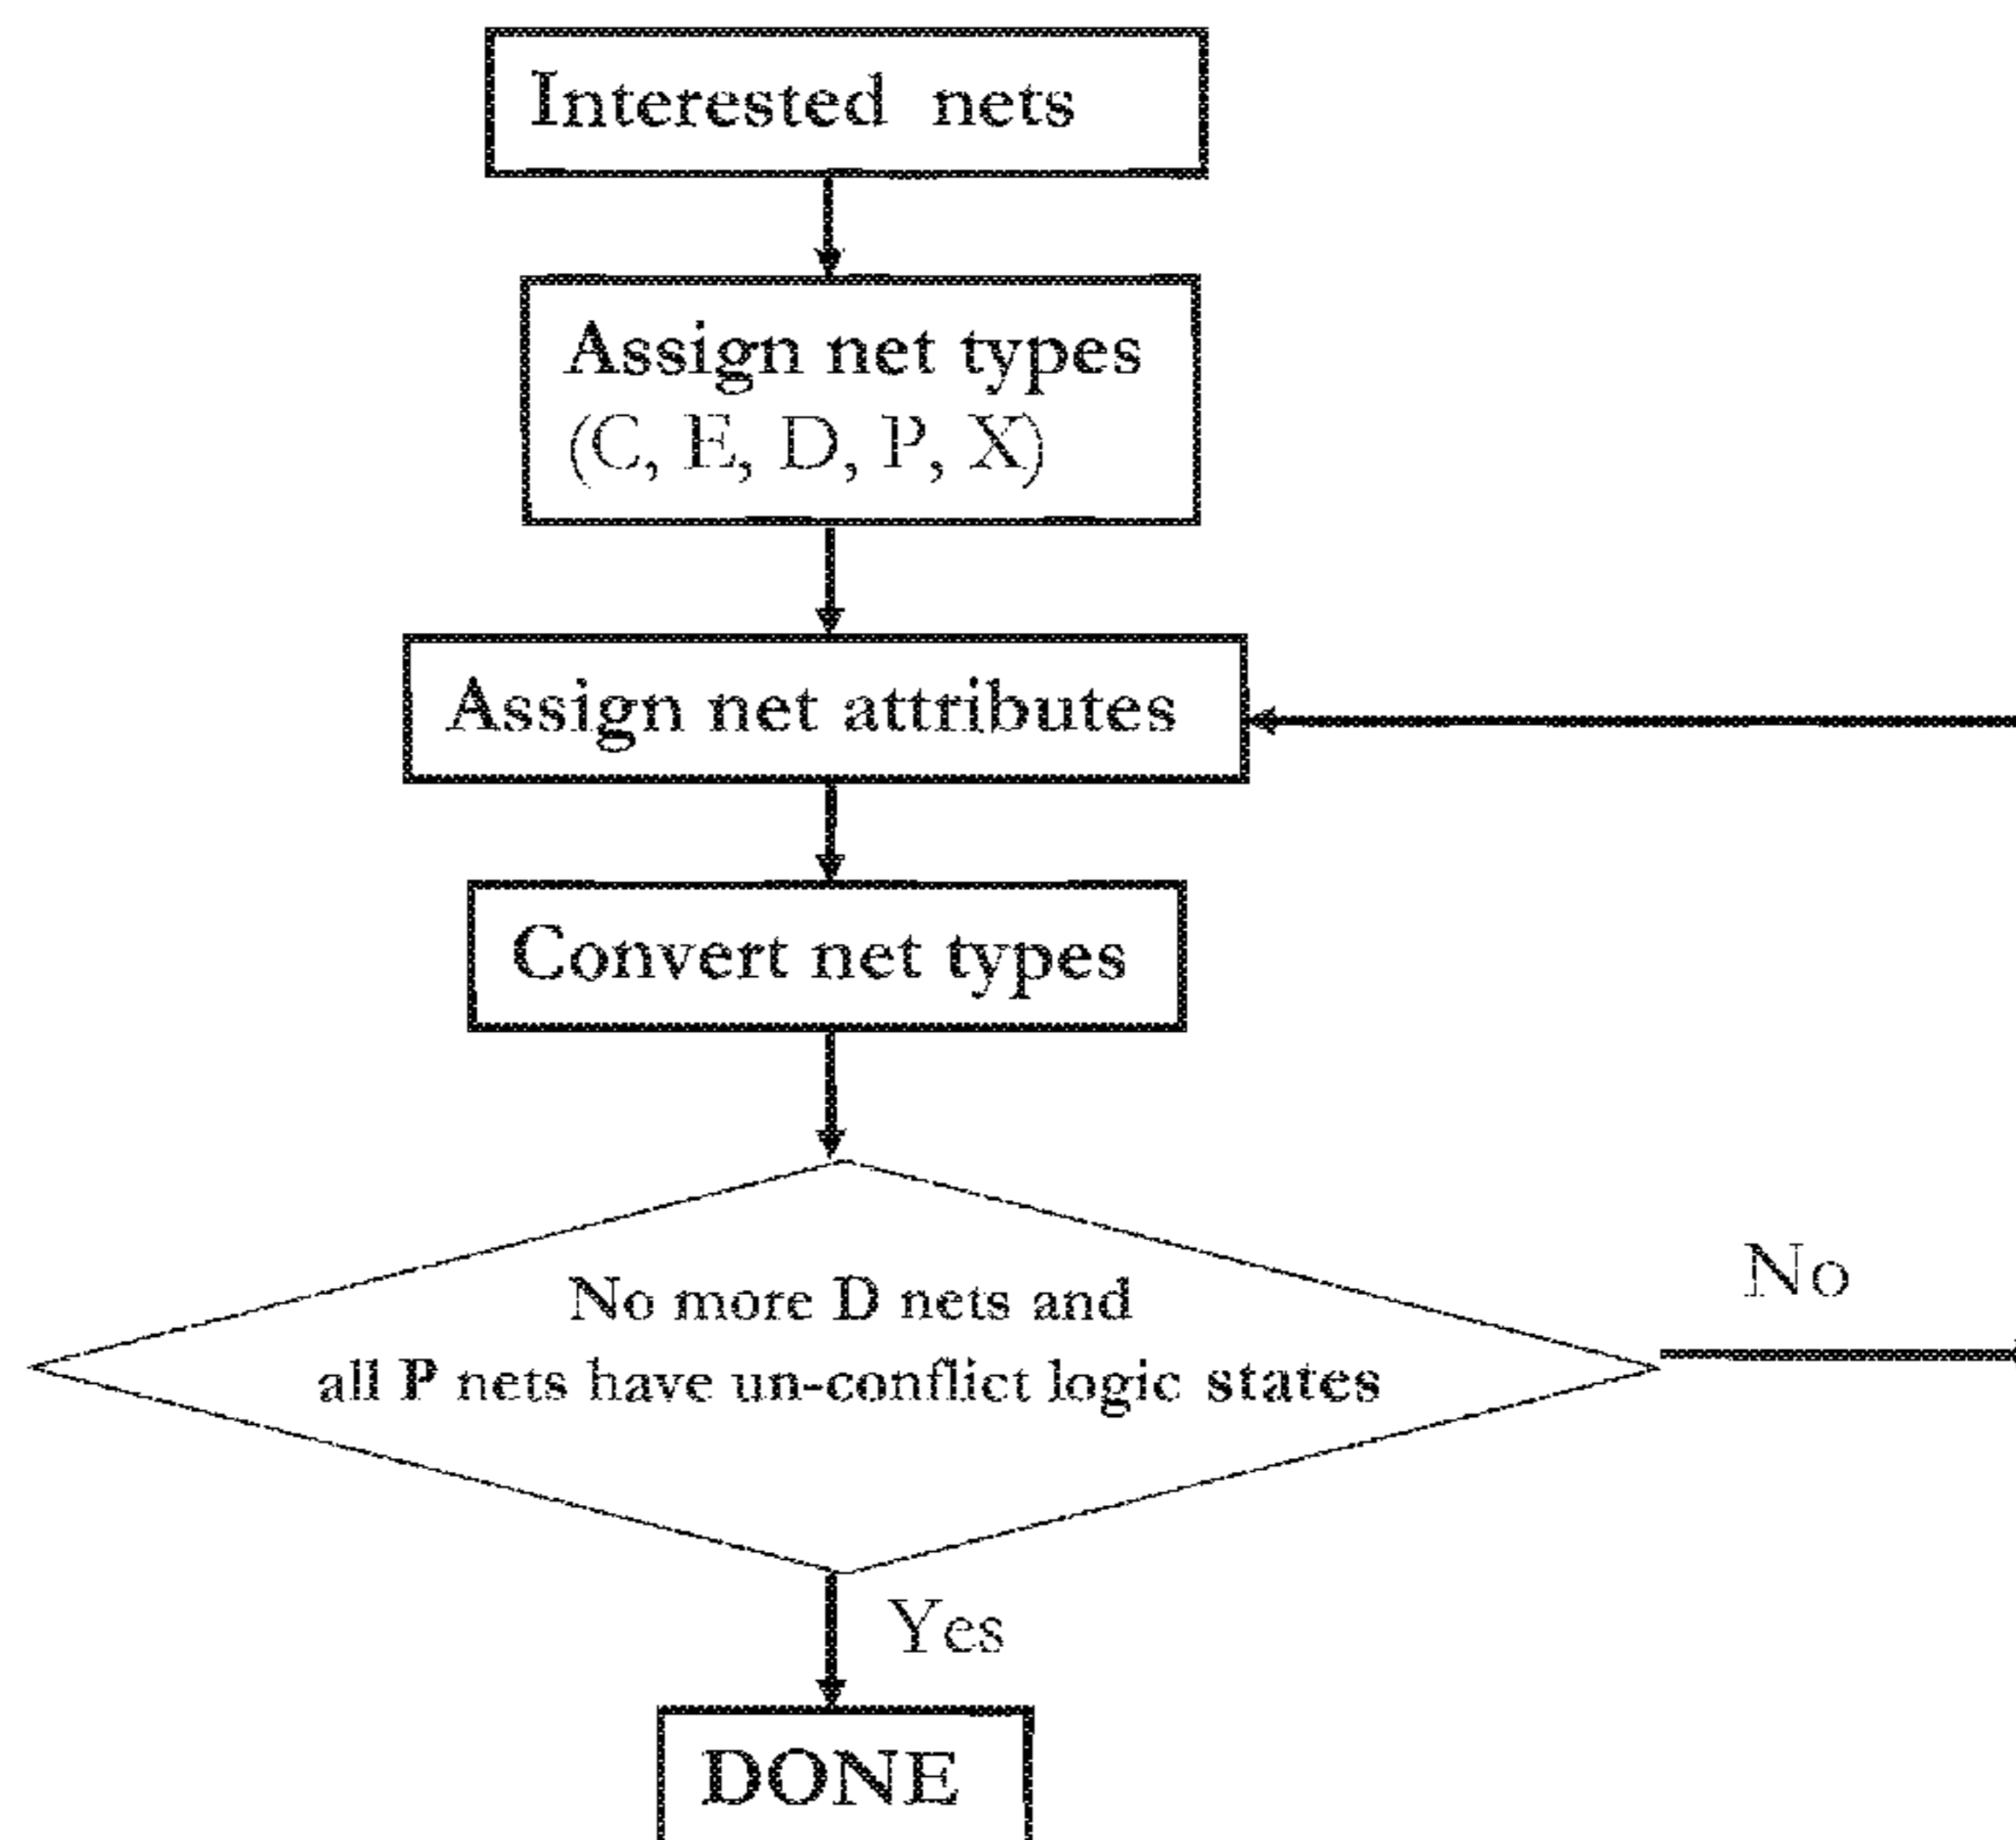 Interested nets
Assign net types
(C, E, D, P, X)
Assign net attributes
Convert net types
No more D nets and
all P nets have un-conflict logic states
No
Yes
DONE